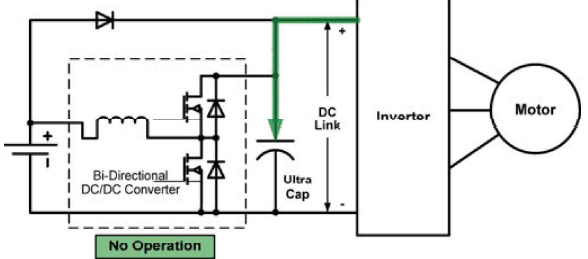 +
DC
Link
Invertor
Motor
+
Bi-Directional
DC/DC Converter
Ultra
Cap
-
No Operation